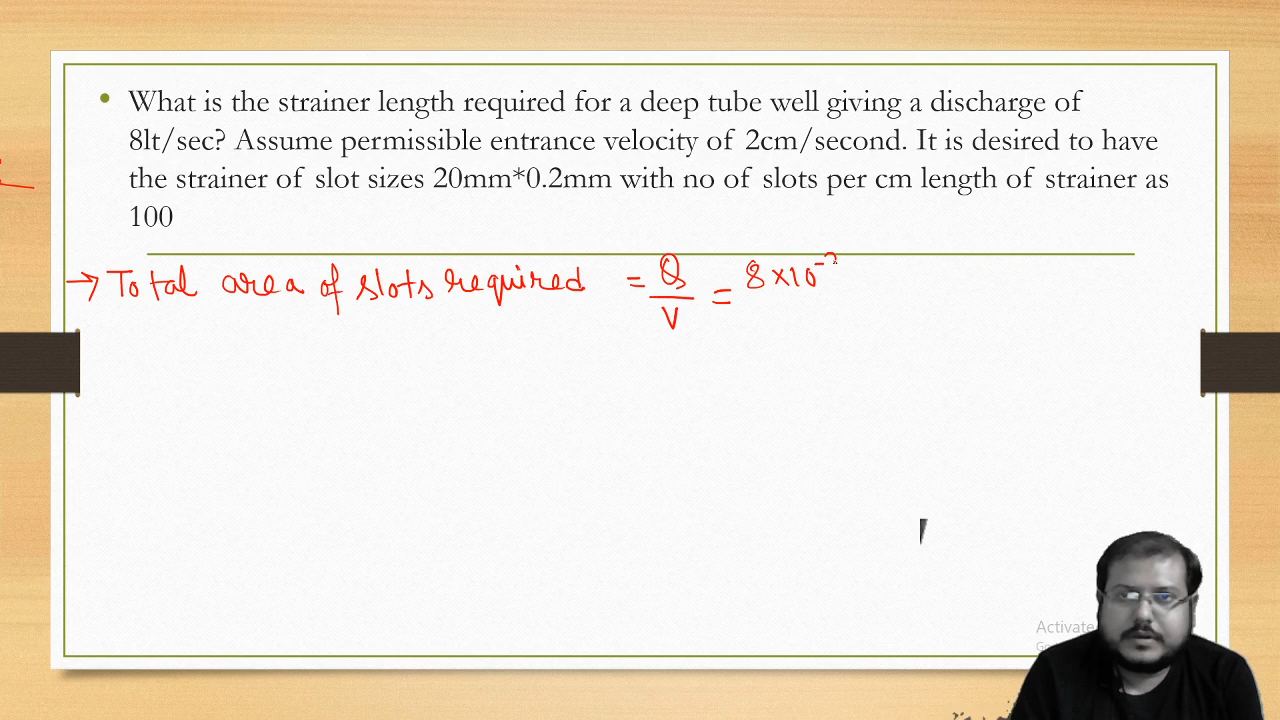 • What is the strainer length required for a deep tube well giving a discharge of
8lt/sec? Assume permissible entrance velocity of 2cm/second. It is desired to have
the strainer of slot sizes 20mm*0.2mm with no of slots per cm length of strainer as
100
→ Total area of slots required = Q/V = 8×10
Activate